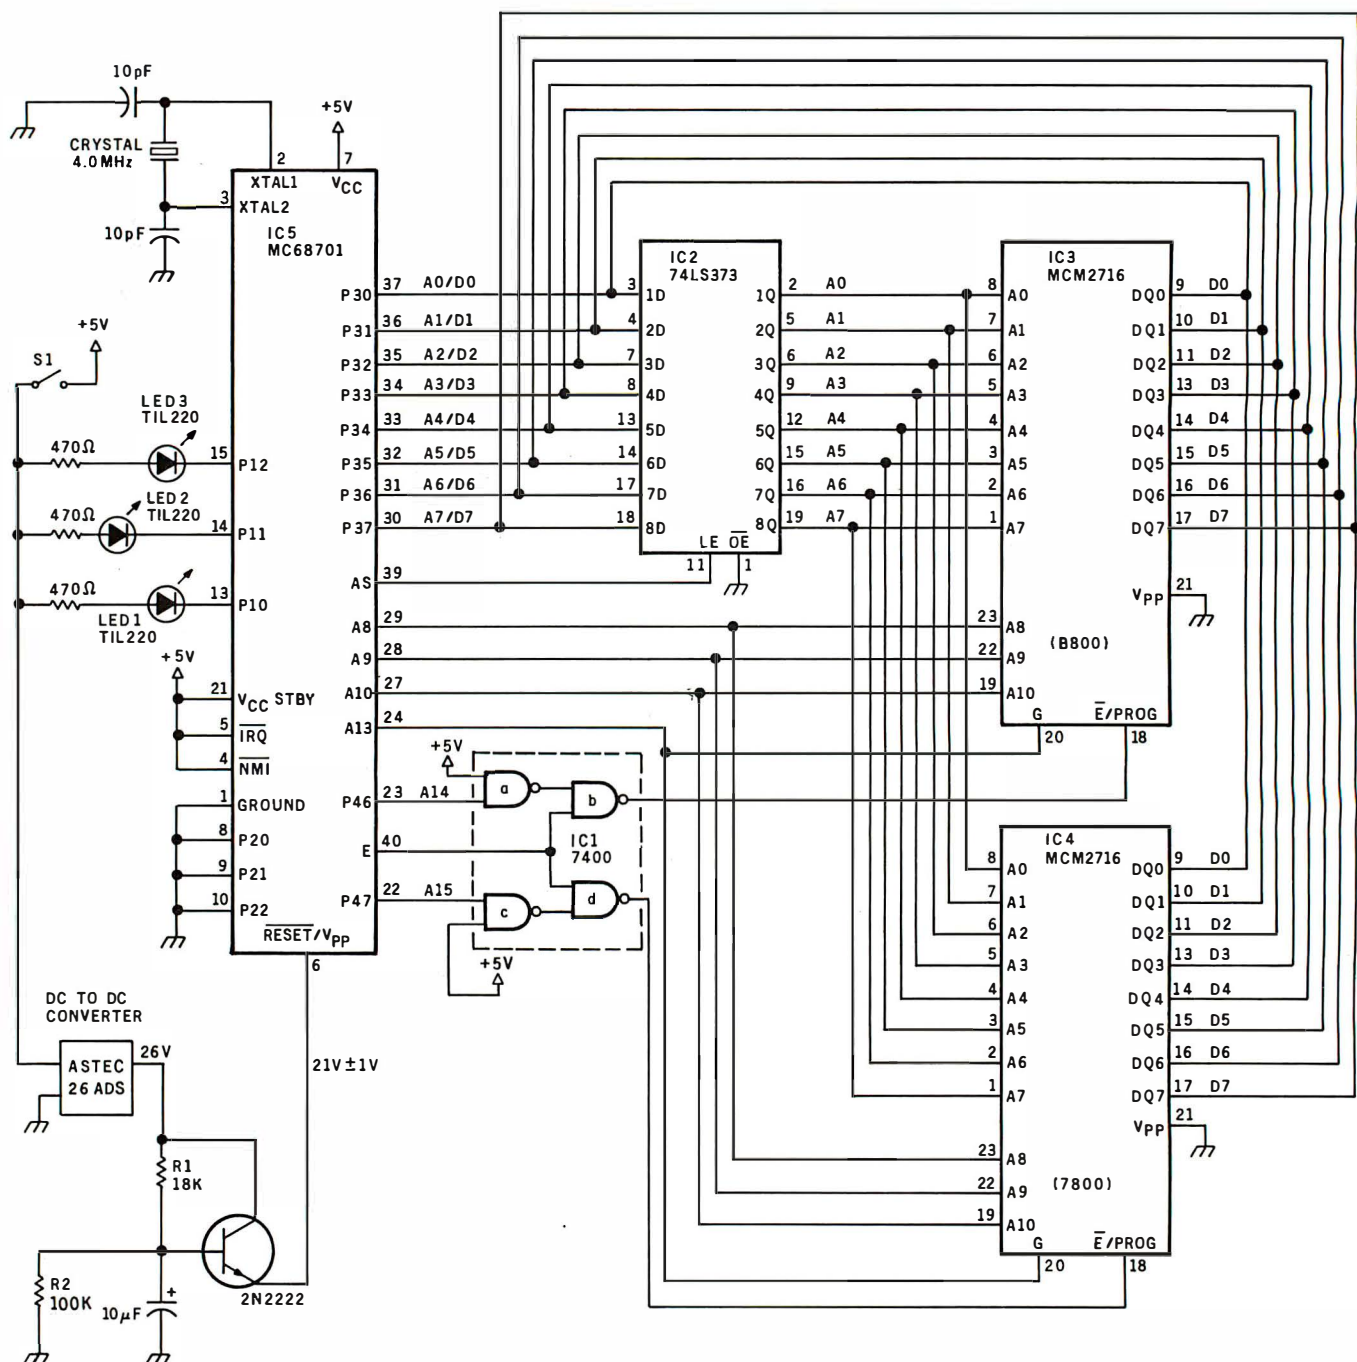 10pF
+5V
CRYSTAL
4.0MHz
2
7
XTAL1
VCC
3
XTAL2
10pF
IC5
MC68701
P30
37
A0/D0
P31
36
A1/D1
P32
35
A2/D2
P33
34
A3/D3
P34
33
A4/D4
P35
32
A5/D5
P36
31
A6/D6
P37
30
A7/D7
AS
39
A8
29
A9
28
A10
27
A13
24
P46
23
A14
E
40
P47
22
A15
+5V
S1
LED3
TIL220
470Ω
15
P12
LED2
TIL220
470Ω
14
P11
470Ω
13
P10
LED1
TIL220
+5V
21
VCC STBY
5
IRQ
4
NMI
1
GROUND
8
P20
9
P21
10
P22
RESET/VPP
6
IC2
74LS373
3
1D
1Q
2
A0
4
2D
2Q
5
A1
7
3D
3Q
6
A2
8
4D
4Q
9
A3
13
5D
5Q
12
A4
14
6D
6Q
15
A5
17
7D
7Q
16
A6
18
8D
8Q
19
A7
LE OE
11
1
IC3
MCM2716
8
A0
DQ0
9
D0
7
A1
DQ1
10
D1
6
A2
DQ2
11
D2
5
A3
DQ3
13
D3
4
A4
DQ4
14
D4
3
A5
DQ5
15
D5
2
A6
DQ6
16
D6
1
A7
DQ7
17
D7
VPP
21
23
A8
(B800)
22
A9
19
A10
G
E/PROG
20
18
+5V
a
b
IC1
7400
c
d
+5V
IC4
MCM2716
8
A0
DQ0
9
D0
7
A1
DQ1
10
D1
6
A2
DQ2
11
D2
5
A3
DQ3
13
D3
4
A4
DQ4
14
D4
3
A5
DQ5
15
D5
2
A6
DQ6
16
D6
1
A7
DQ7
17
D7
VPP
21
23
A8
22
A9
(7800)
19
A10
G
E/PROG
20
18
DC TO DC
CONVERTER
ASTEC
26 ADS
26V
21V±1V
R1
18K
R2
100K
10µF
+
2N2222